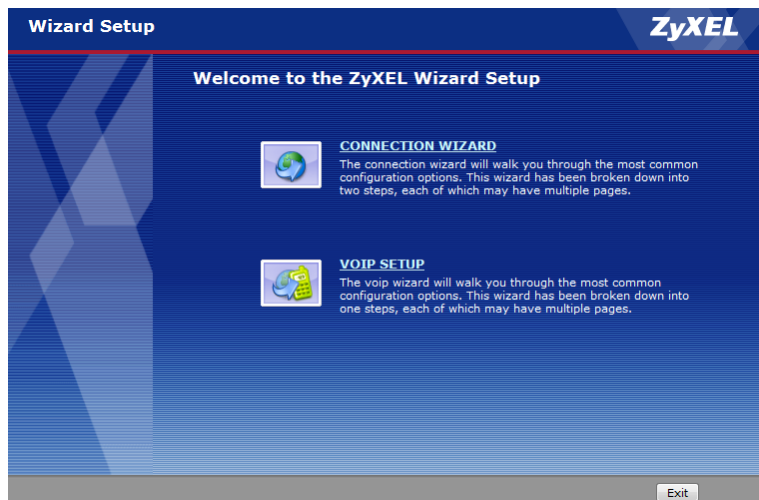 Wizard Setup
ZyXEL
Welcome to the ZyXEL Wizard Setup
CONNECTION WIZARD
The connection wizard will walk you through the most common
configuration options. This wizard has been broken down into
two steps, each of which may have multiple pages.
VOIP SETUP
The voip wizard will walk you through the most common
configuration options. This wizard has been broken down into
one steps, each of which may have multiple pages.
Exit